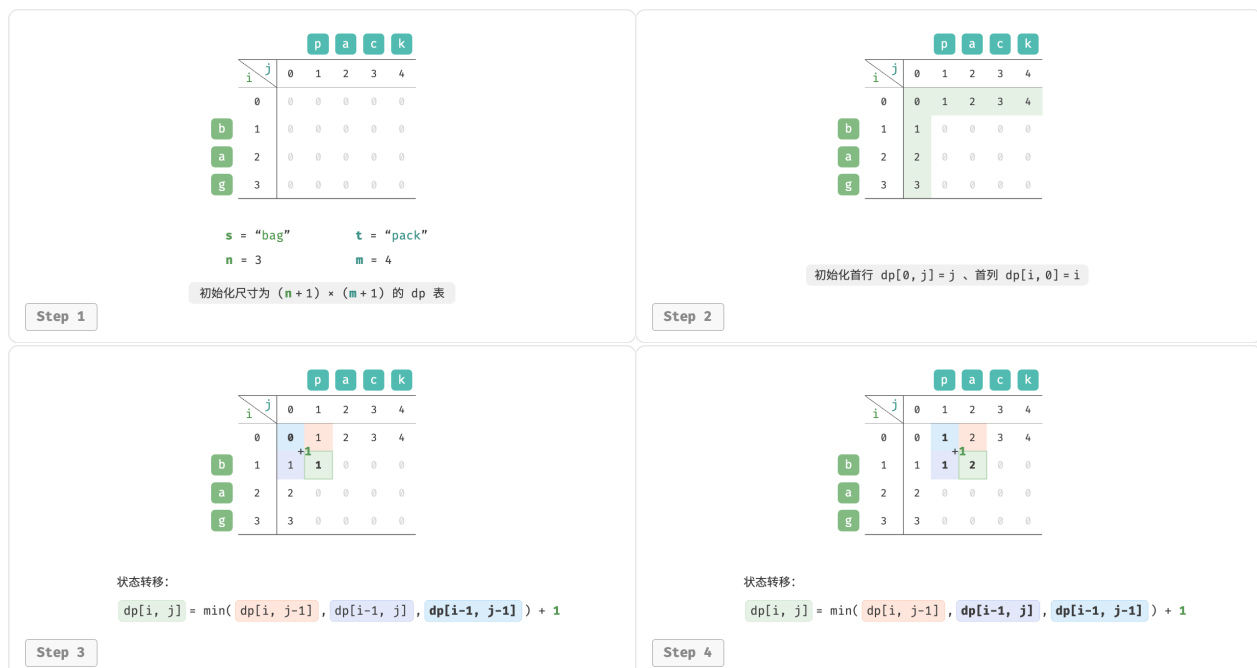 p a c k
j
i
0 1 2 3 4
0 0 0 0 0 0
b 1 0 0 0 0 0
a 2 0 0 0 0 0
g 3 0 0 0 0 0
s = “bag” t = “pack”
n = 3 m = 4
初始化尺寸为 (n + 1) × (m + 1) 的 dp 表
Step 1
p a c k
j
i
0 1 2 3 4
0 0 1 2 3 4
b 1 1 0 0 0 0
a 2 2 0 0 0 0
g 3 3 0 0 0 0
初始化首行 dp[0, j] = j 、首列 dp[i, 0] = i
Step 2
p a c k
j
i
0 1 2 3 4
0 0 1 2 3 4
+1
b 1 1 1 0 0 0
a 2 2 0 0 0 0
g 3 3 0 0 0 0
状态转移：
dp[i, j] = min( dp[i, j-1] , dp[i-1, j] , dp[i-1, j-1] ) + 1
Step 3
p a c k
j
i
0 1 2 3 4
0 0 1 2 3 4
+1
b 1 1 1 2 0 0
a 2 2 0 0 0 0
g 3 3 0 0 0 0
状态转移：
dp[i, j] = min( dp[i, j-1] , dp[i-1, j] , dp[i-1, j-1] ) + 1
Step 4